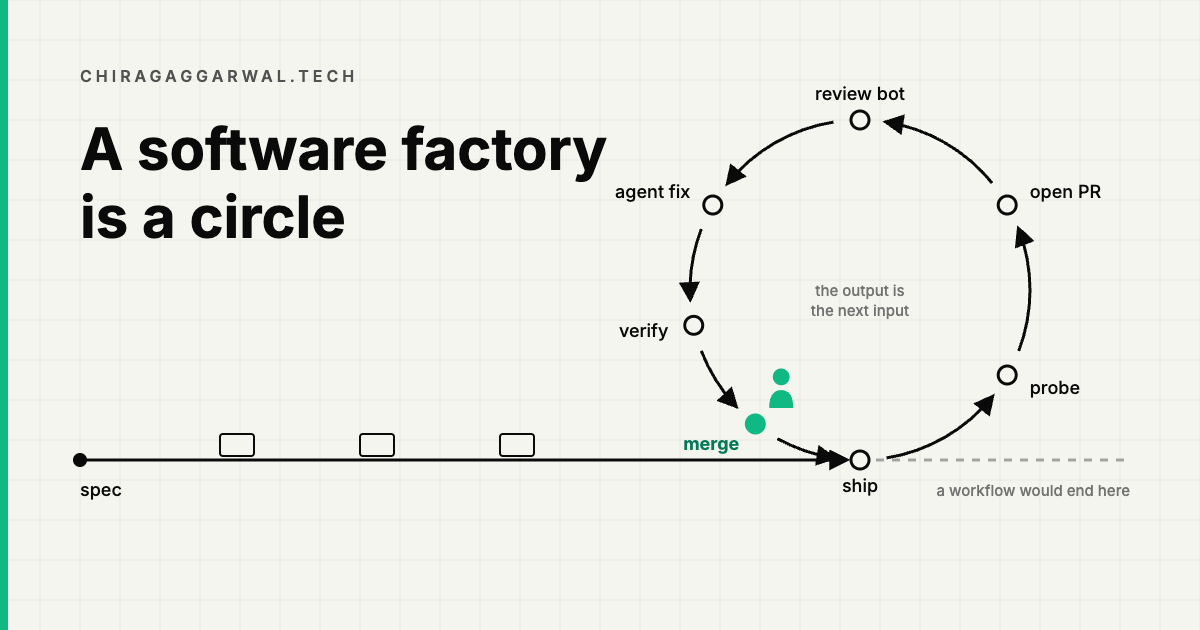 CHIRAGAGGARWAL.TECH
A software factory
is a circle
review bot
agent fix
open PR
the output is
the next input
verify
probe
merge
ship
spec
a workflow would end here